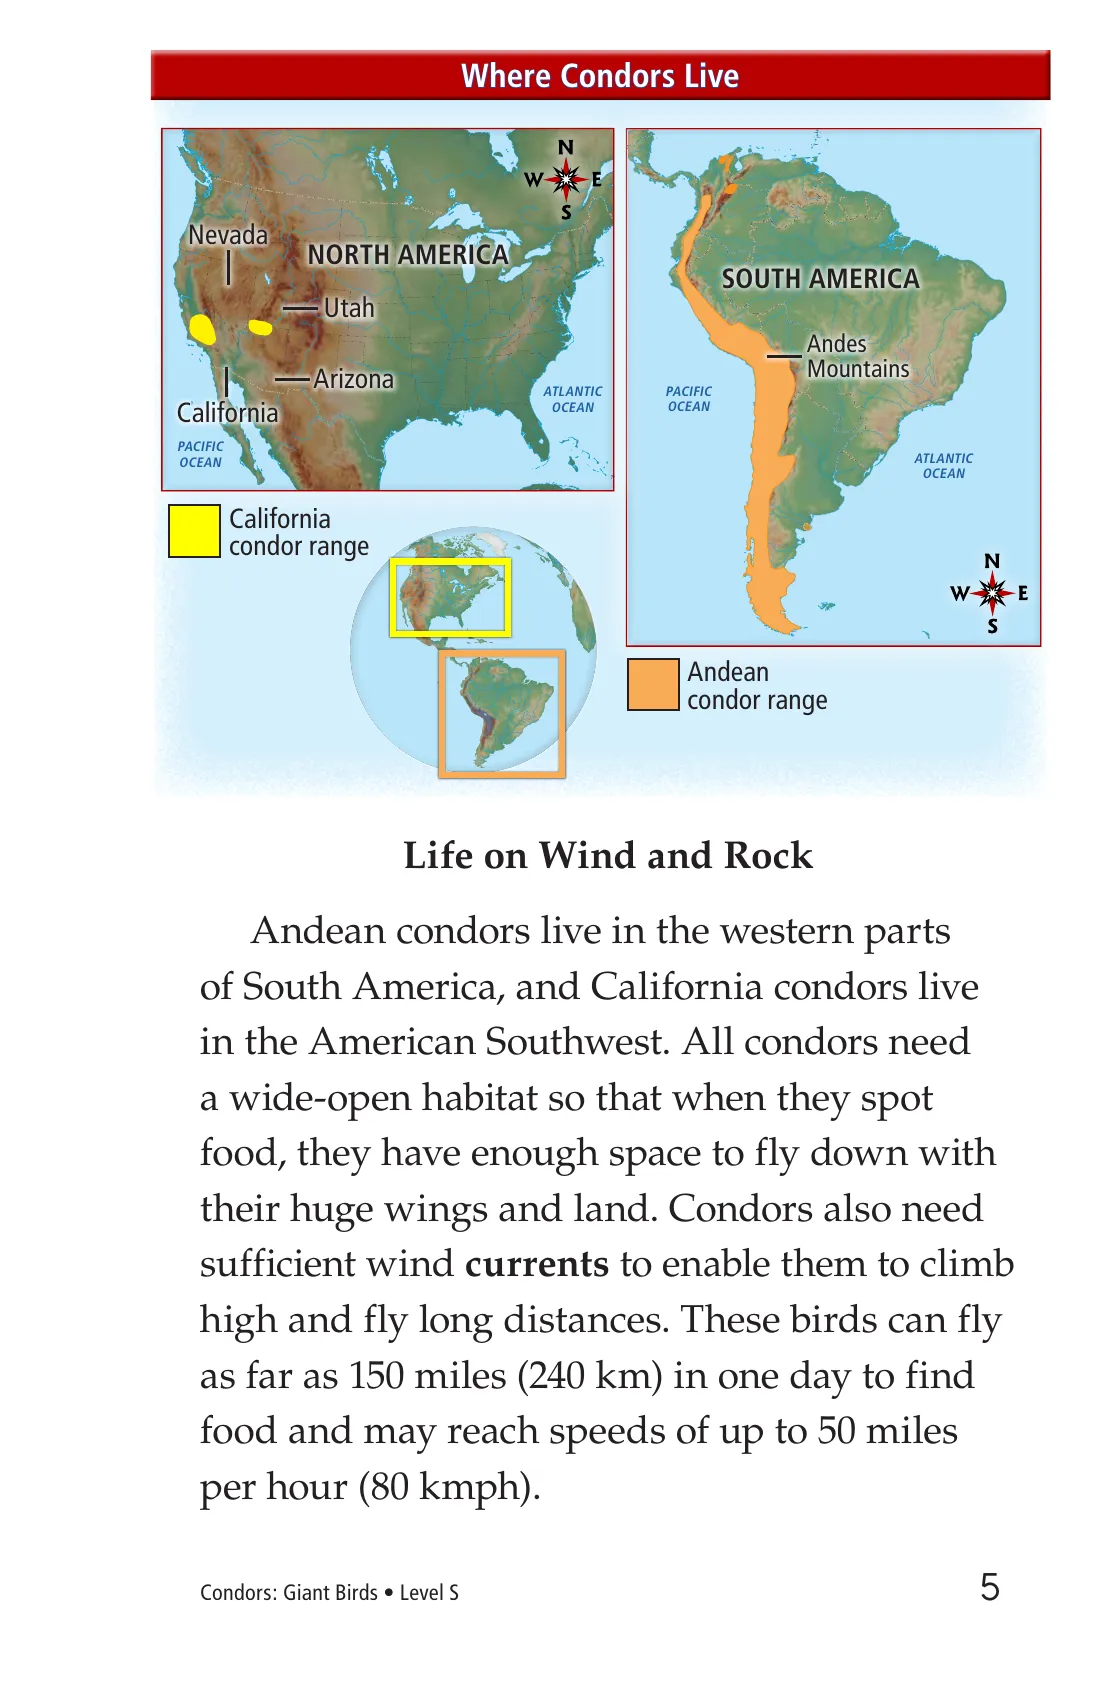 Where Condors Live
N
W E
S
Nevada
NORTH AMERICA
Utah
Arizona
California
ATLANTIC
OCEAN
PACIFIC
OCEAN
California
condor range
SOUTH AMERICA
Andes
Mountains
PACIFIC
OCEAN
ATLANTIC
OCEAN
N
W E
S
Andean
condor range
Life on Wind and Rock
Andean condors live in the western parts
of South America, and California condors live
in the American Southwest. All condors need
a wide-open habitat so that when they spot
food, they have enough space to fly down with
their huge wings and land. Condors also need
sufficient wind currents to enable them to climb
high and fly long distances. These birds can fly
as far as 150 miles (240 km) in one day to find
food and may reach speeds of up to 50 miles
per hour (80 kmph).
Condors: Giant Birds • Level S
5